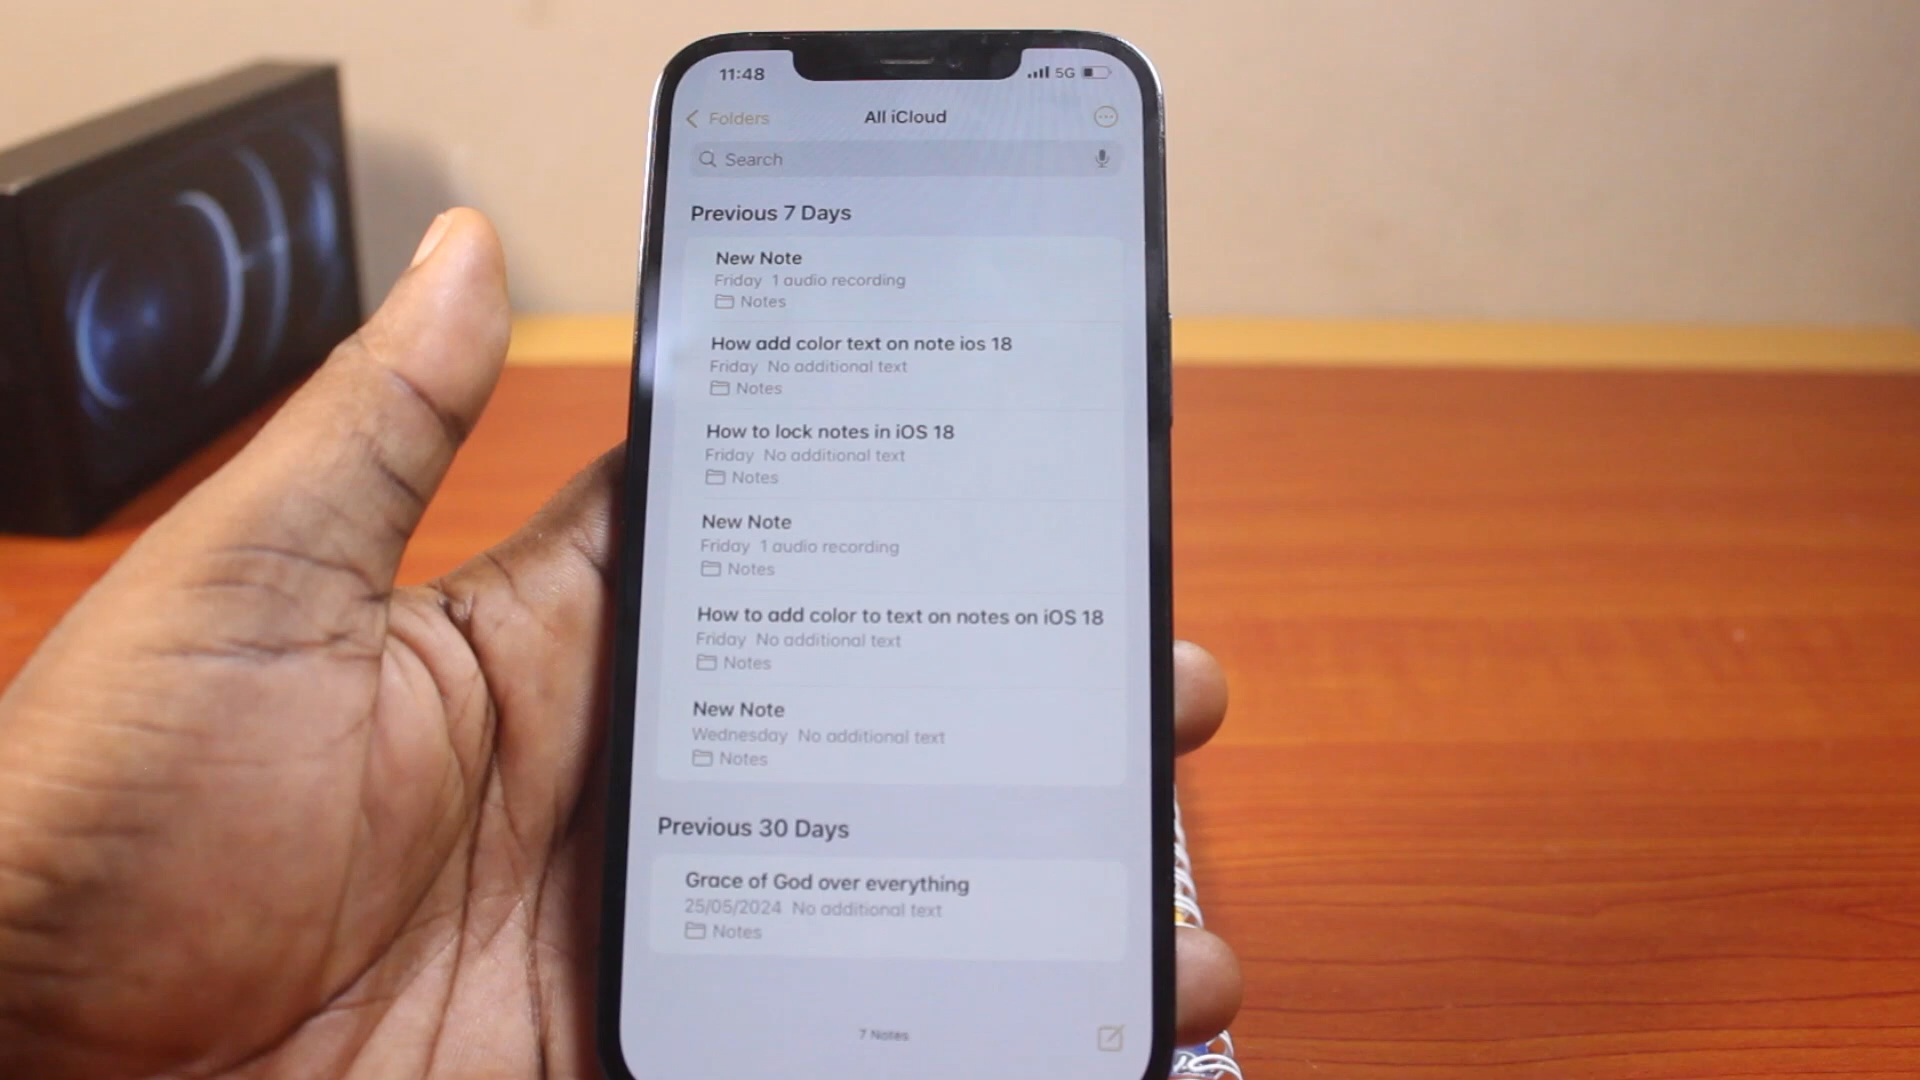 11:48
5G
Folders
All iCloud
Search
Previous 7 Days
New Note
Friday 1 audio recording
Notes
How add color text on note ios 18
Friday No additional text
Notes
How to lock notes in iOS 18
Friday No additional text
Notes
New Note
Friday 1 audio recording
Notes
How to add color to text on notes on iOS 18
Friday No additional text
Notes
New Note
Wednesday No additional text
Notes
Previous 30 Days
Grace of God over everything
25/05/2024 No additional text
Notes
7 Notes